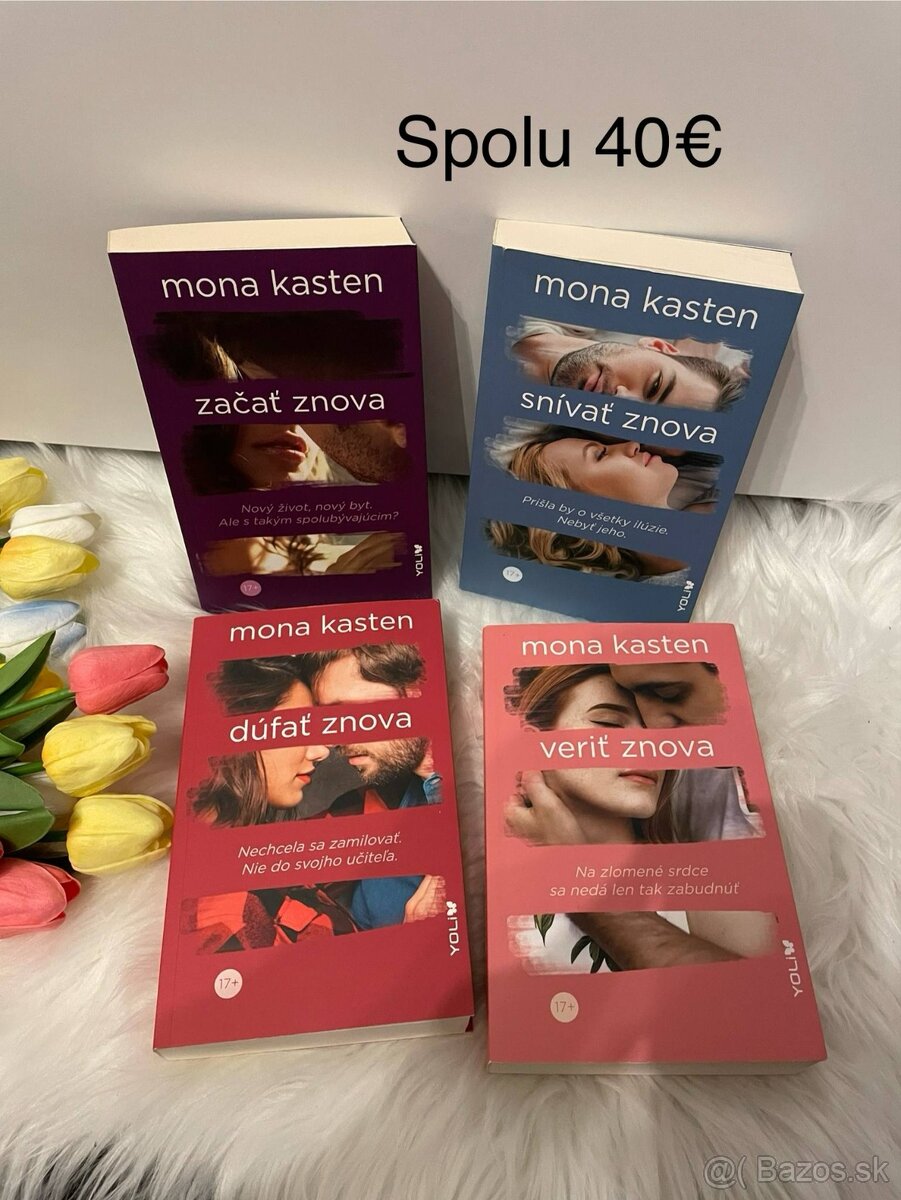 Spolu 40€
mona kasten
začať znova
Nový život, nový byt.
Ale s takým spolubývajúcim?
17+
YOLi
mona kasten
snívať znova
Prišla by o všetky ilúzie.
Nebyť jeho.
17+
YOLi
mona kasten
dúfať znova
Nechcela sa zamilovať.
Nie do svojho učiteľa.
17+
YOLi
mona kasten
veriť znova
Na zlomené srdce
sa nedá len tak zabudnúť
17+
YOLi
@( Bazos.sk